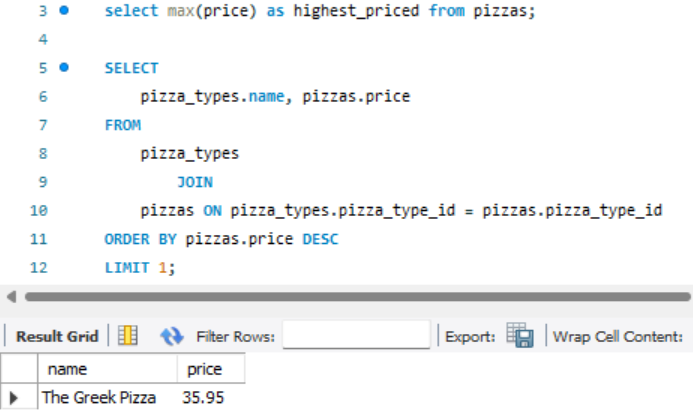 3 select max(price) as highest_priced from pizzas;
4
5 SELECT
6 pizza_types.name, pizzas.price
7 FROM
8 pizza_types
9 JOIN
10 pizzas ON pizza_types.pizza_type_id = pizzas.pizza_type_id
11 ORDER BY pizzas.price DESC
12 LIMIT 1;
Result Grid Filter Rows: Export: Wrap Cell Content:
name price
The Greek Pizza 35.95